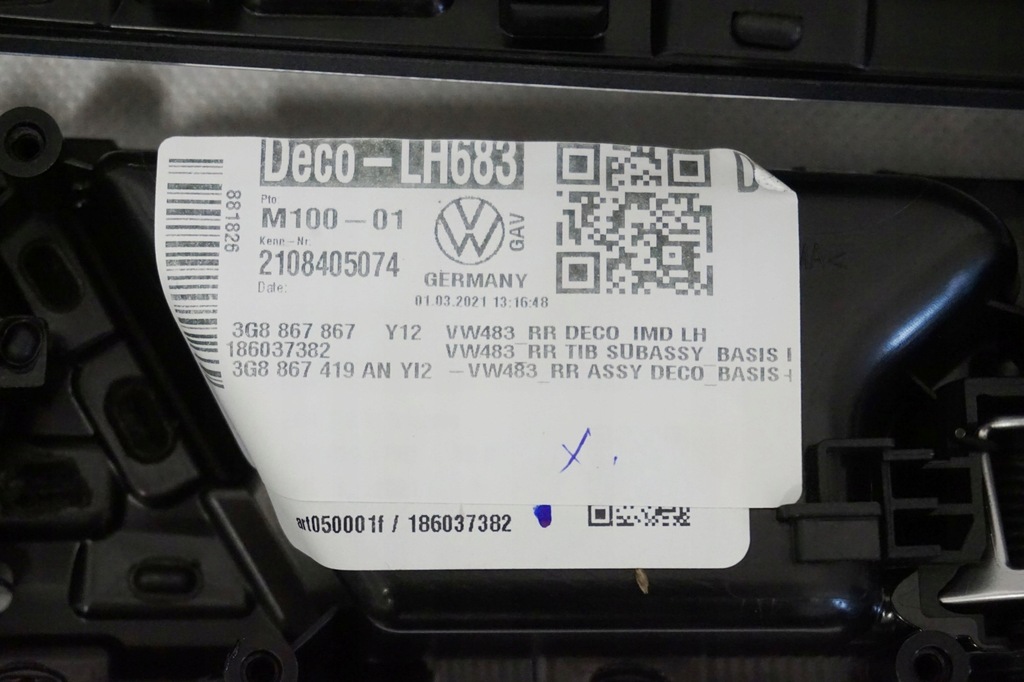 Deco-LH683 D
881826
Pto
M100-01
Kenn-Nr.
2108405074
Date:
GAV
GERMANY
01.03.2021 13:16:48
3G8 867 867 Y12 VW483_RR DECO_IMD LH
186037382 VW483_RR TIB SUBASSY_BASIS
3G8 867 419 AN YI2 -VW483_RR ASSY DECO_BASIS
X .
art050001f / 186037382